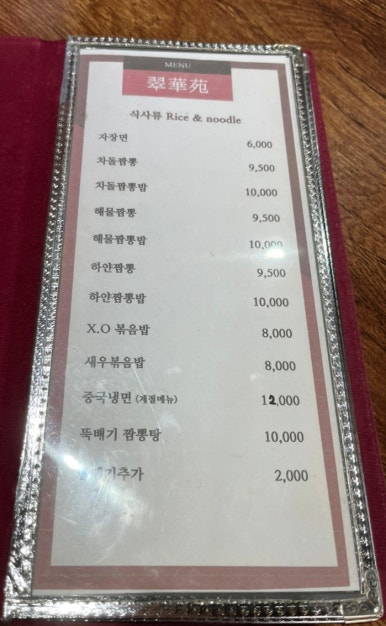 MENU
翠華苑
식사류 Rice & noodle
자장면 6,000
차돌짬뽕 9,500
차돌짬뽕밥 10,000
해물짬뽕 9,500
해물짬뽕밥 10,000
하얀짬뽕 9,500
하얀짬뽕밥 10,000
X.O 볶음밥 8,000
새우볶음밥 8,000
중국냉면 (계절메뉴) 12,000
뚝배기 짬뽕탕 10,000
2,000